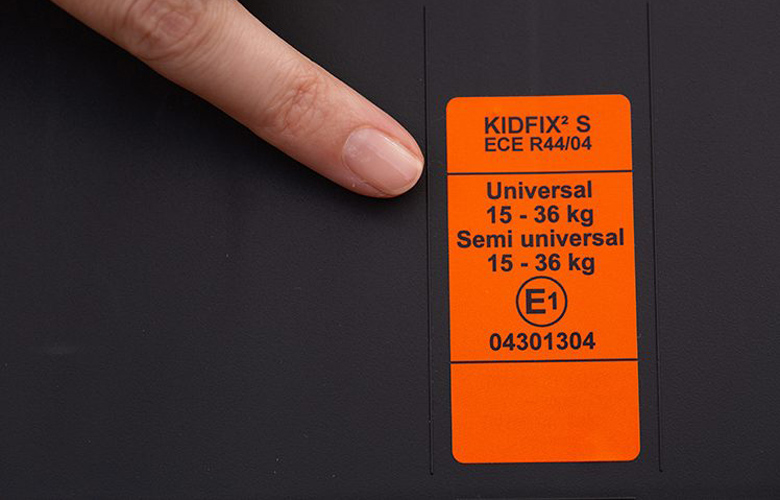 KIDFIX² S
ECE R44/04
Universal
15 - 36 kg
Semi universal
15 - 36 kg
E1
04301304